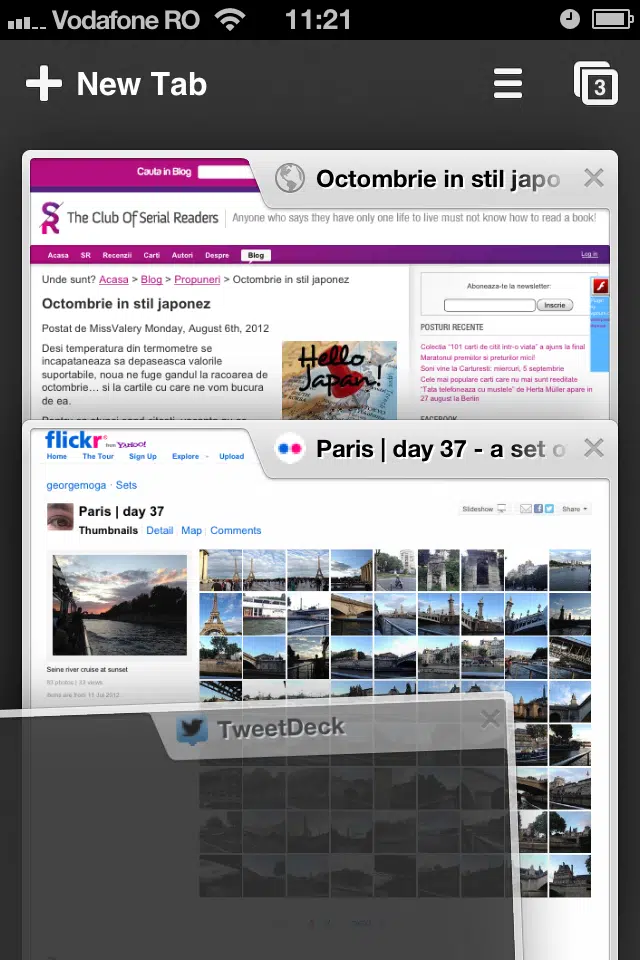 Vodafone RO 11:21
New Tab
3
Cauta in Blog
Octombrie in stil japo
The Club Of Serial Readers
Anyone who says they have only one life to live must not know how to read a book!
Acasa SR Recenzii Carti Autori Despre Blog
Log in
Unde sunt? Acasa > Blog > Propuneri > Octombrie in stil japonez
Octombrie in stil japonez
Postat de MissValery Monday, August 6th, 2012
Desi temperatura din termometre se
incapataneaza sa depaseasca valorile
suportabile, noua ne fuge gandul la racoarea de
octombrie… si la cartile cu care ne vom bucura
de ea.
Hello
Japan!
Aboneaza-te la newsletter:
Inscrie
POSTURI RECENTE
Colectia "101 carti de citit intr-o viata" a ajuns la final
Maratonul premiilor si preturilor mici!
Soni vine la Carturesti: miercuri, 5 septembrie
Cele mai populare carti care nu mai sunt reeditate
"Tata telefoneaza cu mustele" de Herta Müller apare in
27 august la Berlin
FACEBOOK
flickr from YAHOO!
Paris | day 37 - a set o
Home The Tour Sign Up Explore Upload
georgemoga · Sets
Paris | day 37
Thumbnails Detail Map Comments
Slideshow
Share
Seine river cruise at sunset
93 photos | 33 views
items are from 11 Jul 2012.
TweetDeck